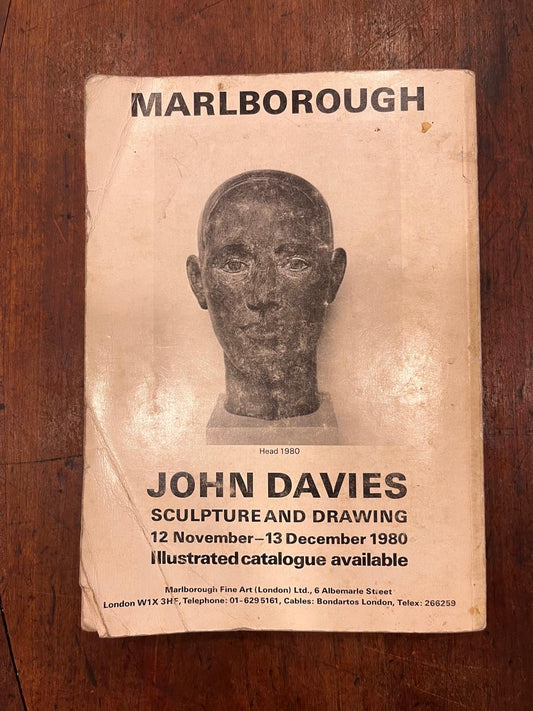 MARLBOROUGH
Head 1980
JOHN DAVIES
SCULPTURE AND DRAWING
12 November–13 December 1980
Illustrated catalogue available
Marlborough Fine Art (London) Ltd., 6 Albemarle Street
London W1X 3HF, Telephone: 01-629 5161, Cables: Bondartos London, Telex: 266259